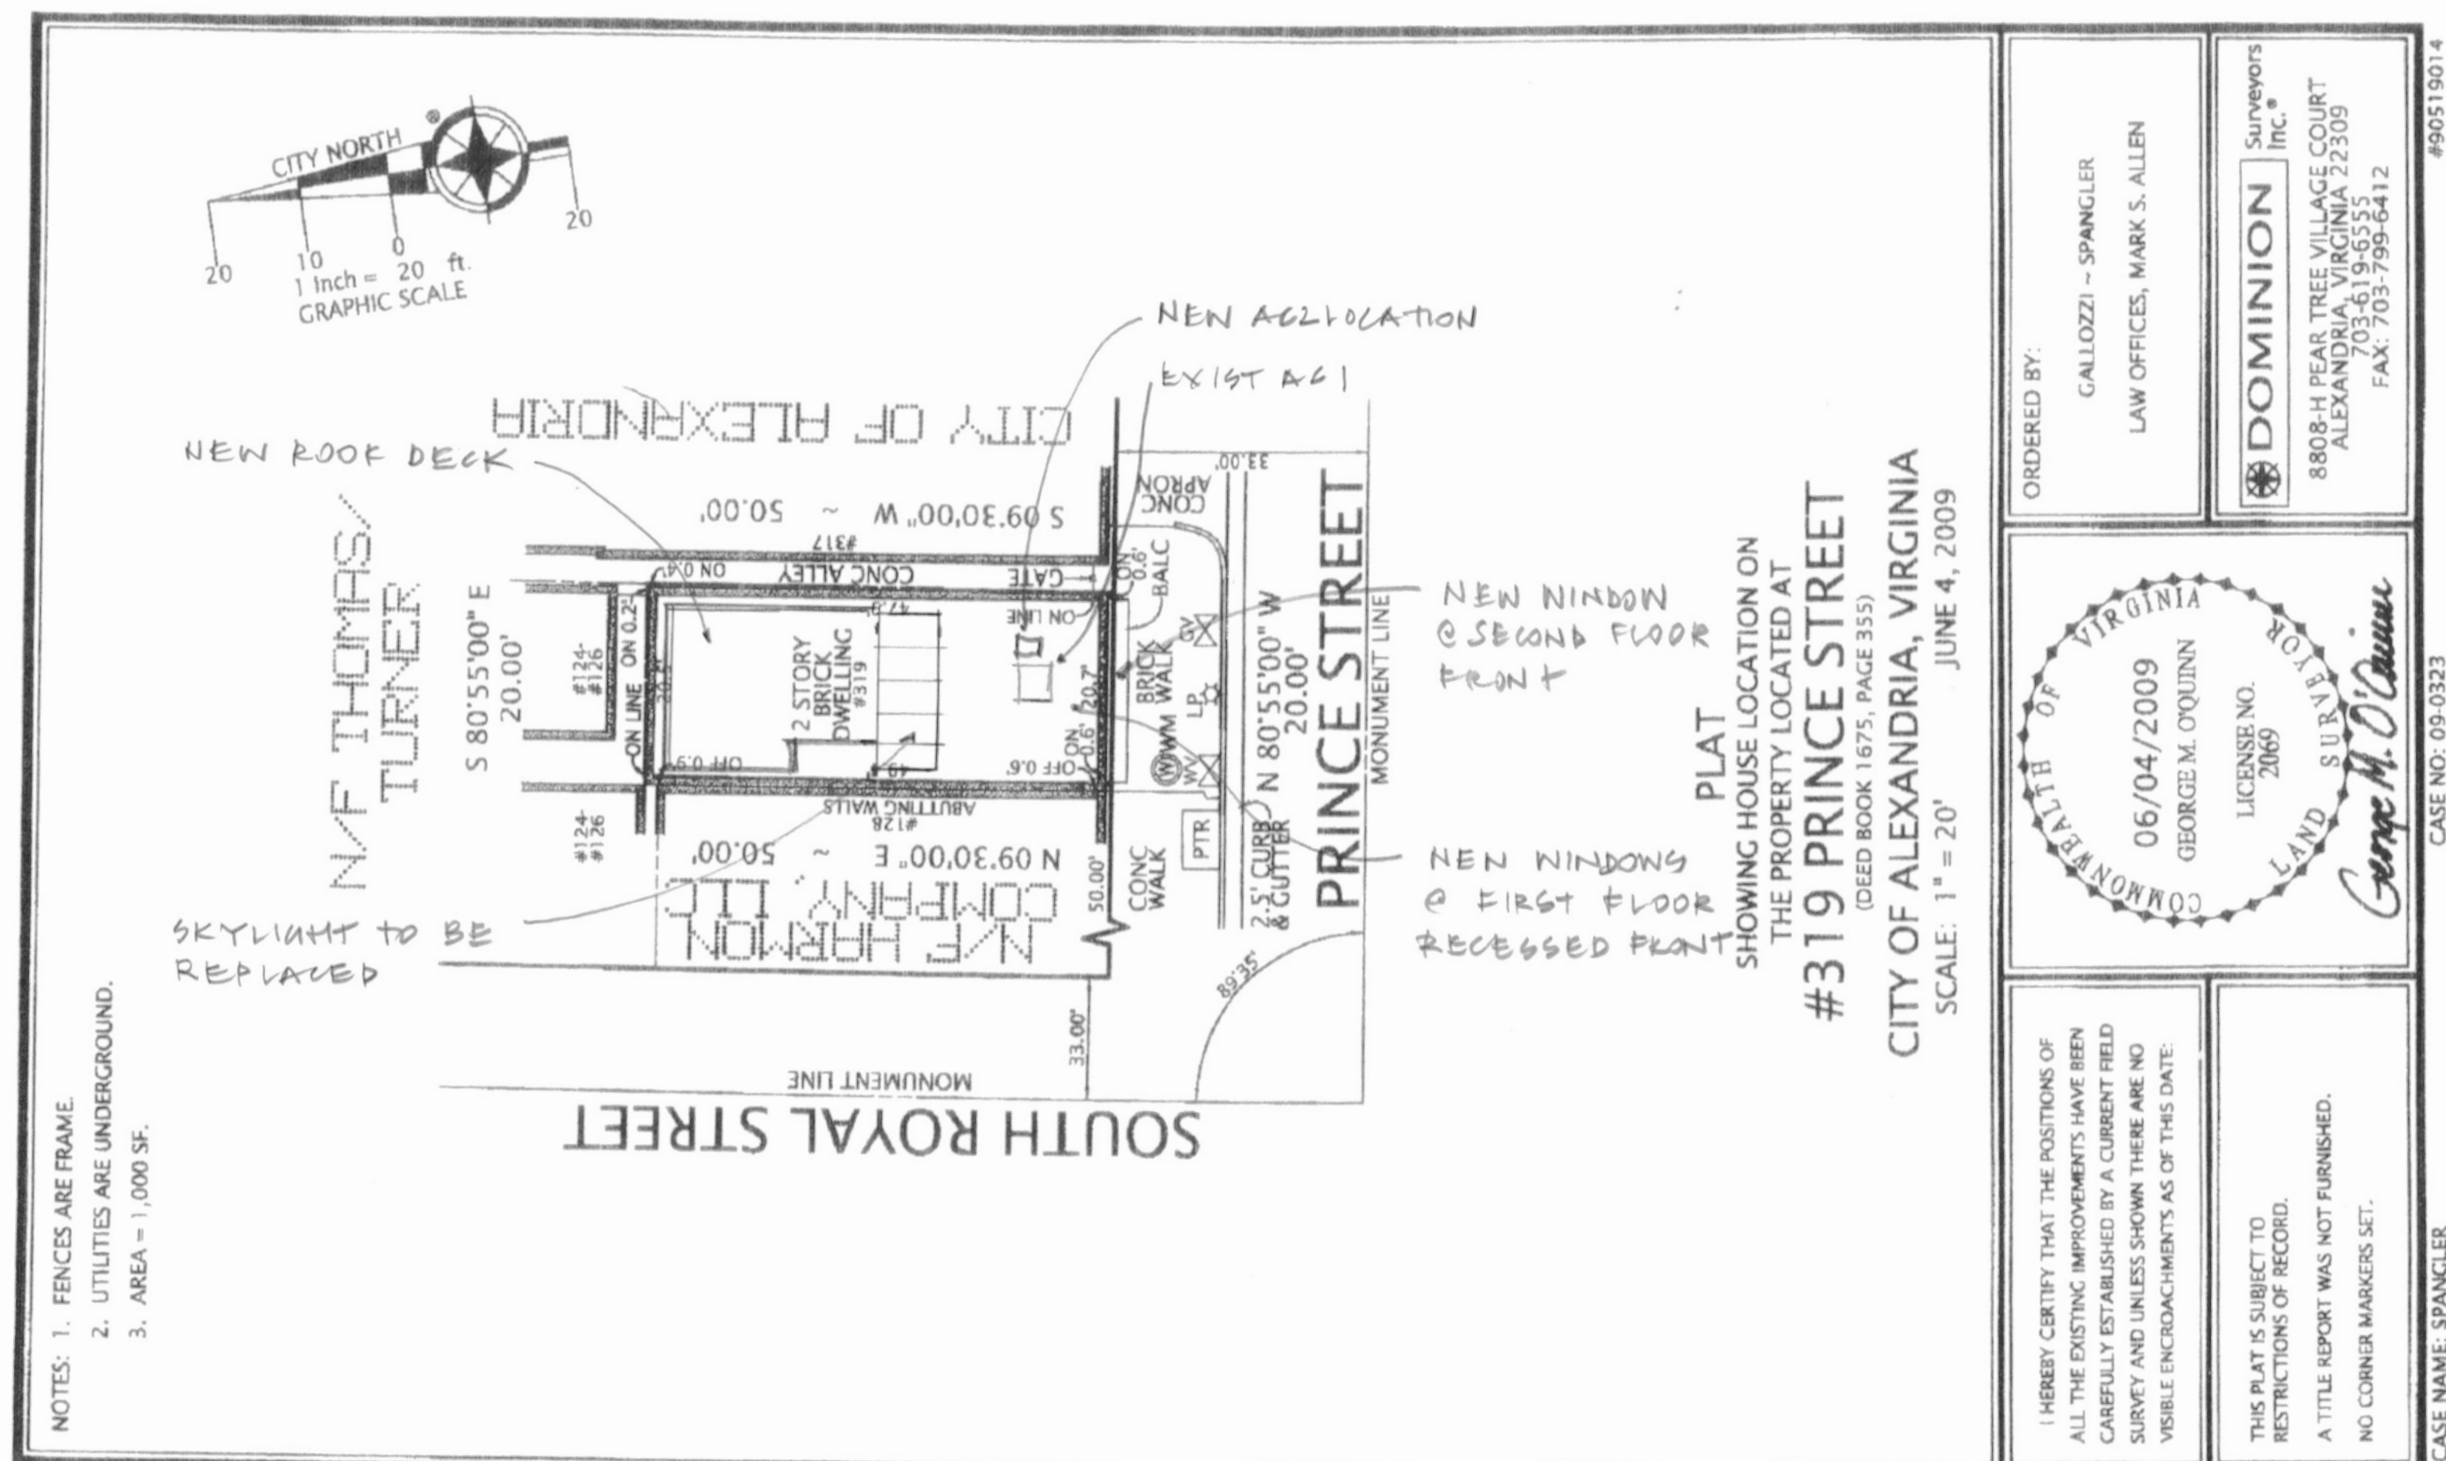 NOTES: 1. FENCES ARE FRAME.
2. UTILITIES ARE UNDERGROUND.
3. AREA = 1,000 SF.
CITY NORTH
®
20
10
0
20
1 Inch = 20 ft.
GRAPHIC SCALE
NEW AC2 LOCATION
EXIST AC 1
NEW ROOF DECK
SKYLIGHT TO BE
REPLACED
NEW WINDOW
@ SECOND FLOOR
FRONT
NEW WINDOWS
@ FIRST FLOOR
RECESSED FRONT
CITY OF ALEXANDRIA
S 09°30'00" W ~ 50.00'
#317
CONC ALLEY
ON 0.4'
GATE
ON LINE
ON
0.6'
N/F THOMAS/
TURNER
S 80°55'00" E
20.00'
#124-
#126
#124-
#126
ON LINE
ON 0.2'
2 STORY
BRICK
DWELLING
#319
OFF 0.9'
OFF 0.6'
ON
0.6'
20.7'
ABUTTING WALLS
#128
N 09°30'00" E ~ 50.00'
N/F HARMON
COMPANY, LLC
50.00'
CONC
APRON
33.00'
BALC
BRICK
WALK
GV
LP
WM
WV
CONC
WALK
PTR
2.5' CURB
& GUTTER
N 80°55'00" W
20.00'
PRINCE STREET
MONUMENT LINE
89°35'
33.00'
MONUMENT LINE
SOUTH ROYAL STREET
PLAT
SHOWING HOUSE LOCATION ON
THE PROPERTY LOCATED AT
#319 PRINCE STREET
(DEED BOOK 1675, PAGE 355)
CITY OF ALEXANDRIA, VIRGINIA
SCALE: 1" = 20' JUNE 4, 2009
I HEREBY CERTIFY THAT THE POSITIONS OF
ALL THE EXISTING IMPROVEMENTS HAVE BEEN
CAREFULLY ESTABLISHED BY A CURRENT FIELD
SURVEY AND UNLESS SHOWN THERE ARE NO
VISIBLE ENCROACHMENTS AS OF THIS DATE:
THIS PLAT IS SUBJECT TO
RESTRICTIONS OF RECORD.
A TITLE REPORT WAS NOT FURNISHED.
NO CORNER MARKERS SET.
COMMONWEALTH OF VIRGINIA
06/04/2009
GEORGE M. O'QUINN
LICENSE NO.
2069
LAND SURVEYOR
George M. O'Quinn
ORDERED BY:
GALLOZZI ~ SPANGLER
LAW OFFICES, MARK S. ALLEN
DOMINION Surveyors
Inc.®
8808-H PEAR TREE VILLAGE COURT
ALEXANDRIA, VIRGINIA 22309
703-619-6555
FAX: 703-799-6412
CASE NAME: SPANGLER
CASE NO: 09-0323
#90519014